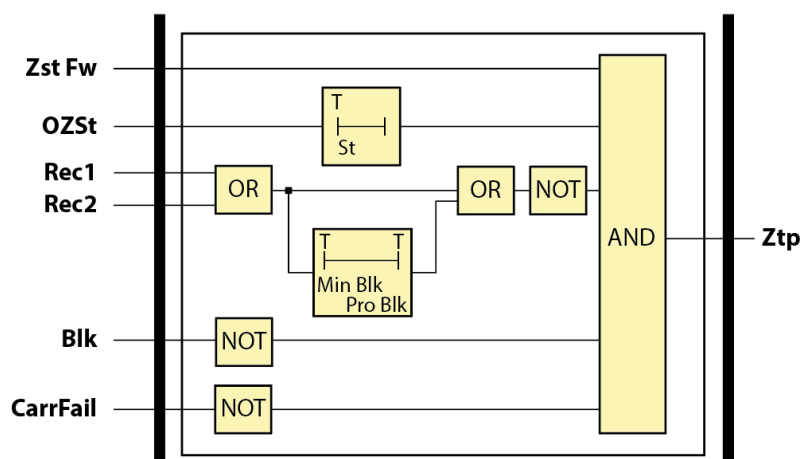 Zst Fw
T
OZSt
St
Rec1
OR
OR
NOT
Rec2
AND
Ztp
T T
Min Blk
Pro Blk
Blk
NOT
CarrFail
NOT